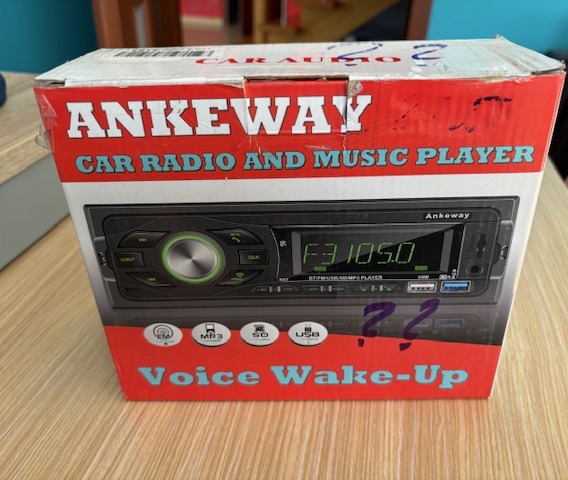 CAR AUDIO
??
ANKEWAY
CAR RADIO AND MUSIC PLAYER
Ankeway
F-3 105.0
BT/FM/USB/SD/MP3 PLAYER
FM MP3 SD USB
??
Voice Wake-Up